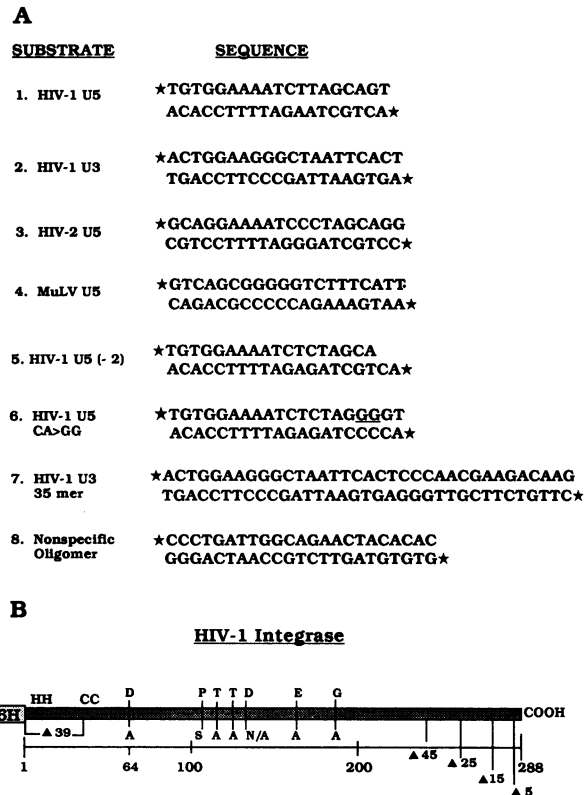 A
SUBSTRATE SEQUENCE
1. HIV-1 U5 ★TGTGGAAAATCTTAGCAGT
ACACCTTTTAGAATCGTCA★
2. HIV-1 U3 ★ACTGGAAGGGCTAATTCACT
TGACCTTCCCGATTAAGTGA★
3. HIV-2 U5 ★GCAGGAAAATCCCTAGCAGG
CGTCCTTTTAGGGATCGTCC★
4. MuLV U5 ★GTCAGCGGGGGTCTTTCATT
CAGACGCCCCCAGAAAGTAA★
5. HIV-1 U5 (- 2) ★TGTGGAAAATCTCTAGCA
ACACCTTTTAGAGATCGTCA★
6. HIV-1 U5 ★TGTGGAAAATCTCTAGGGGT
CA>GG ACACCTTTTAGAGATCCCCA★
7. HIV-1 U3 ★ACTGGAAGGGCTAATTCACTCCCAACGAAGACAAG
35 mer TGACCTTCCCGATTAAGTGAGGGTTGCTTCTGTTC★
8. Nonspecific ★CCCTGATTGGCAGAACTACACAC
Oligomer GGGACTAACCGTCTTGATGTGTG★
B
HIV-1 Integrase
HH CC D P T T D E G
6H COOH
▲ 39 A S A A N/A A A
1 64 100 200 288
▲ 45 ▲ 25 ▲ 15 ▲ 5